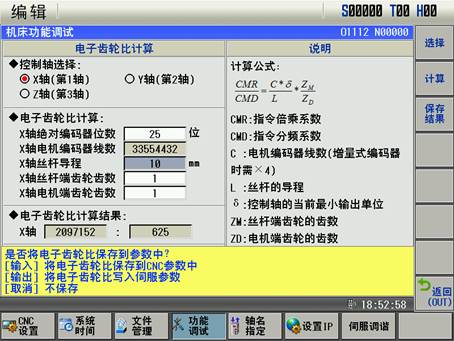 编辑
S00000 T00 H00
机床功能调试
O1112 N00000
电子齿轮比计算
◆控制轴选择:
X轴(第1轴) Y轴(第2轴)
Z轴(第3轴)
◆电子齿轮比计算:
X轴绝对编码器位数 25 位
X轴电机编码器线数 33554432
X轴丝杆导程 10 mm
X轴丝杆端齿轮齿数 1
X轴电机端齿轮齿数 1
◆电子齿轮比计算结果:
X轴 2097152 : 625
说明
计算公式:
CMR/CMD = C*δ/L * ZM/ZD
CMR:指令倍乘系数
CMD:指令分频系数
C :电机编码器线数(增量式编码器
时需×4)
L :丝杆的导程
δ:控制轴的当前最小输出单位
ZM:丝杆端齿轮的齿数
ZD:电机端齿轮的齿数
是否将电子齿轮比保存到参数中?
[输入] 将电子齿轮比保存到CNC参数中
[输出] 将电子齿轮比写入伺服参数
[取消] 不保存
18:52:58
选择
计算
保存
结果
返回
(OUT)
CNC
设置
系统
时间
文件
管理
功能
调试
轴名
指定
设置IP
伺服调谐